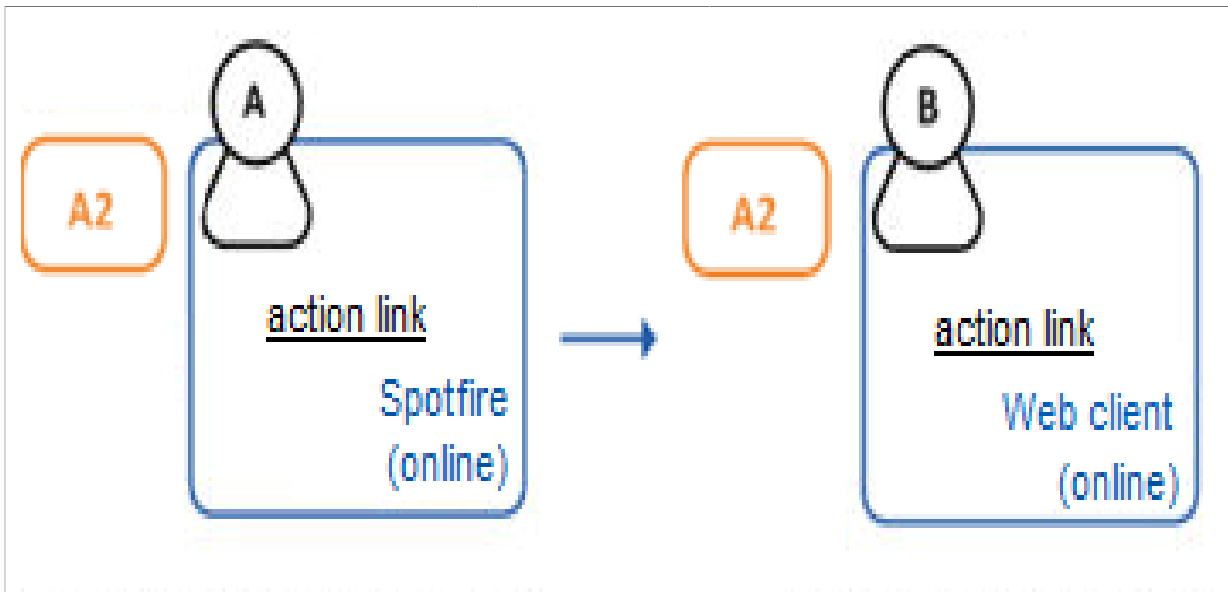 A
A2
action link
Spotfire
(online)
B
A2
action link
Web client
(online)